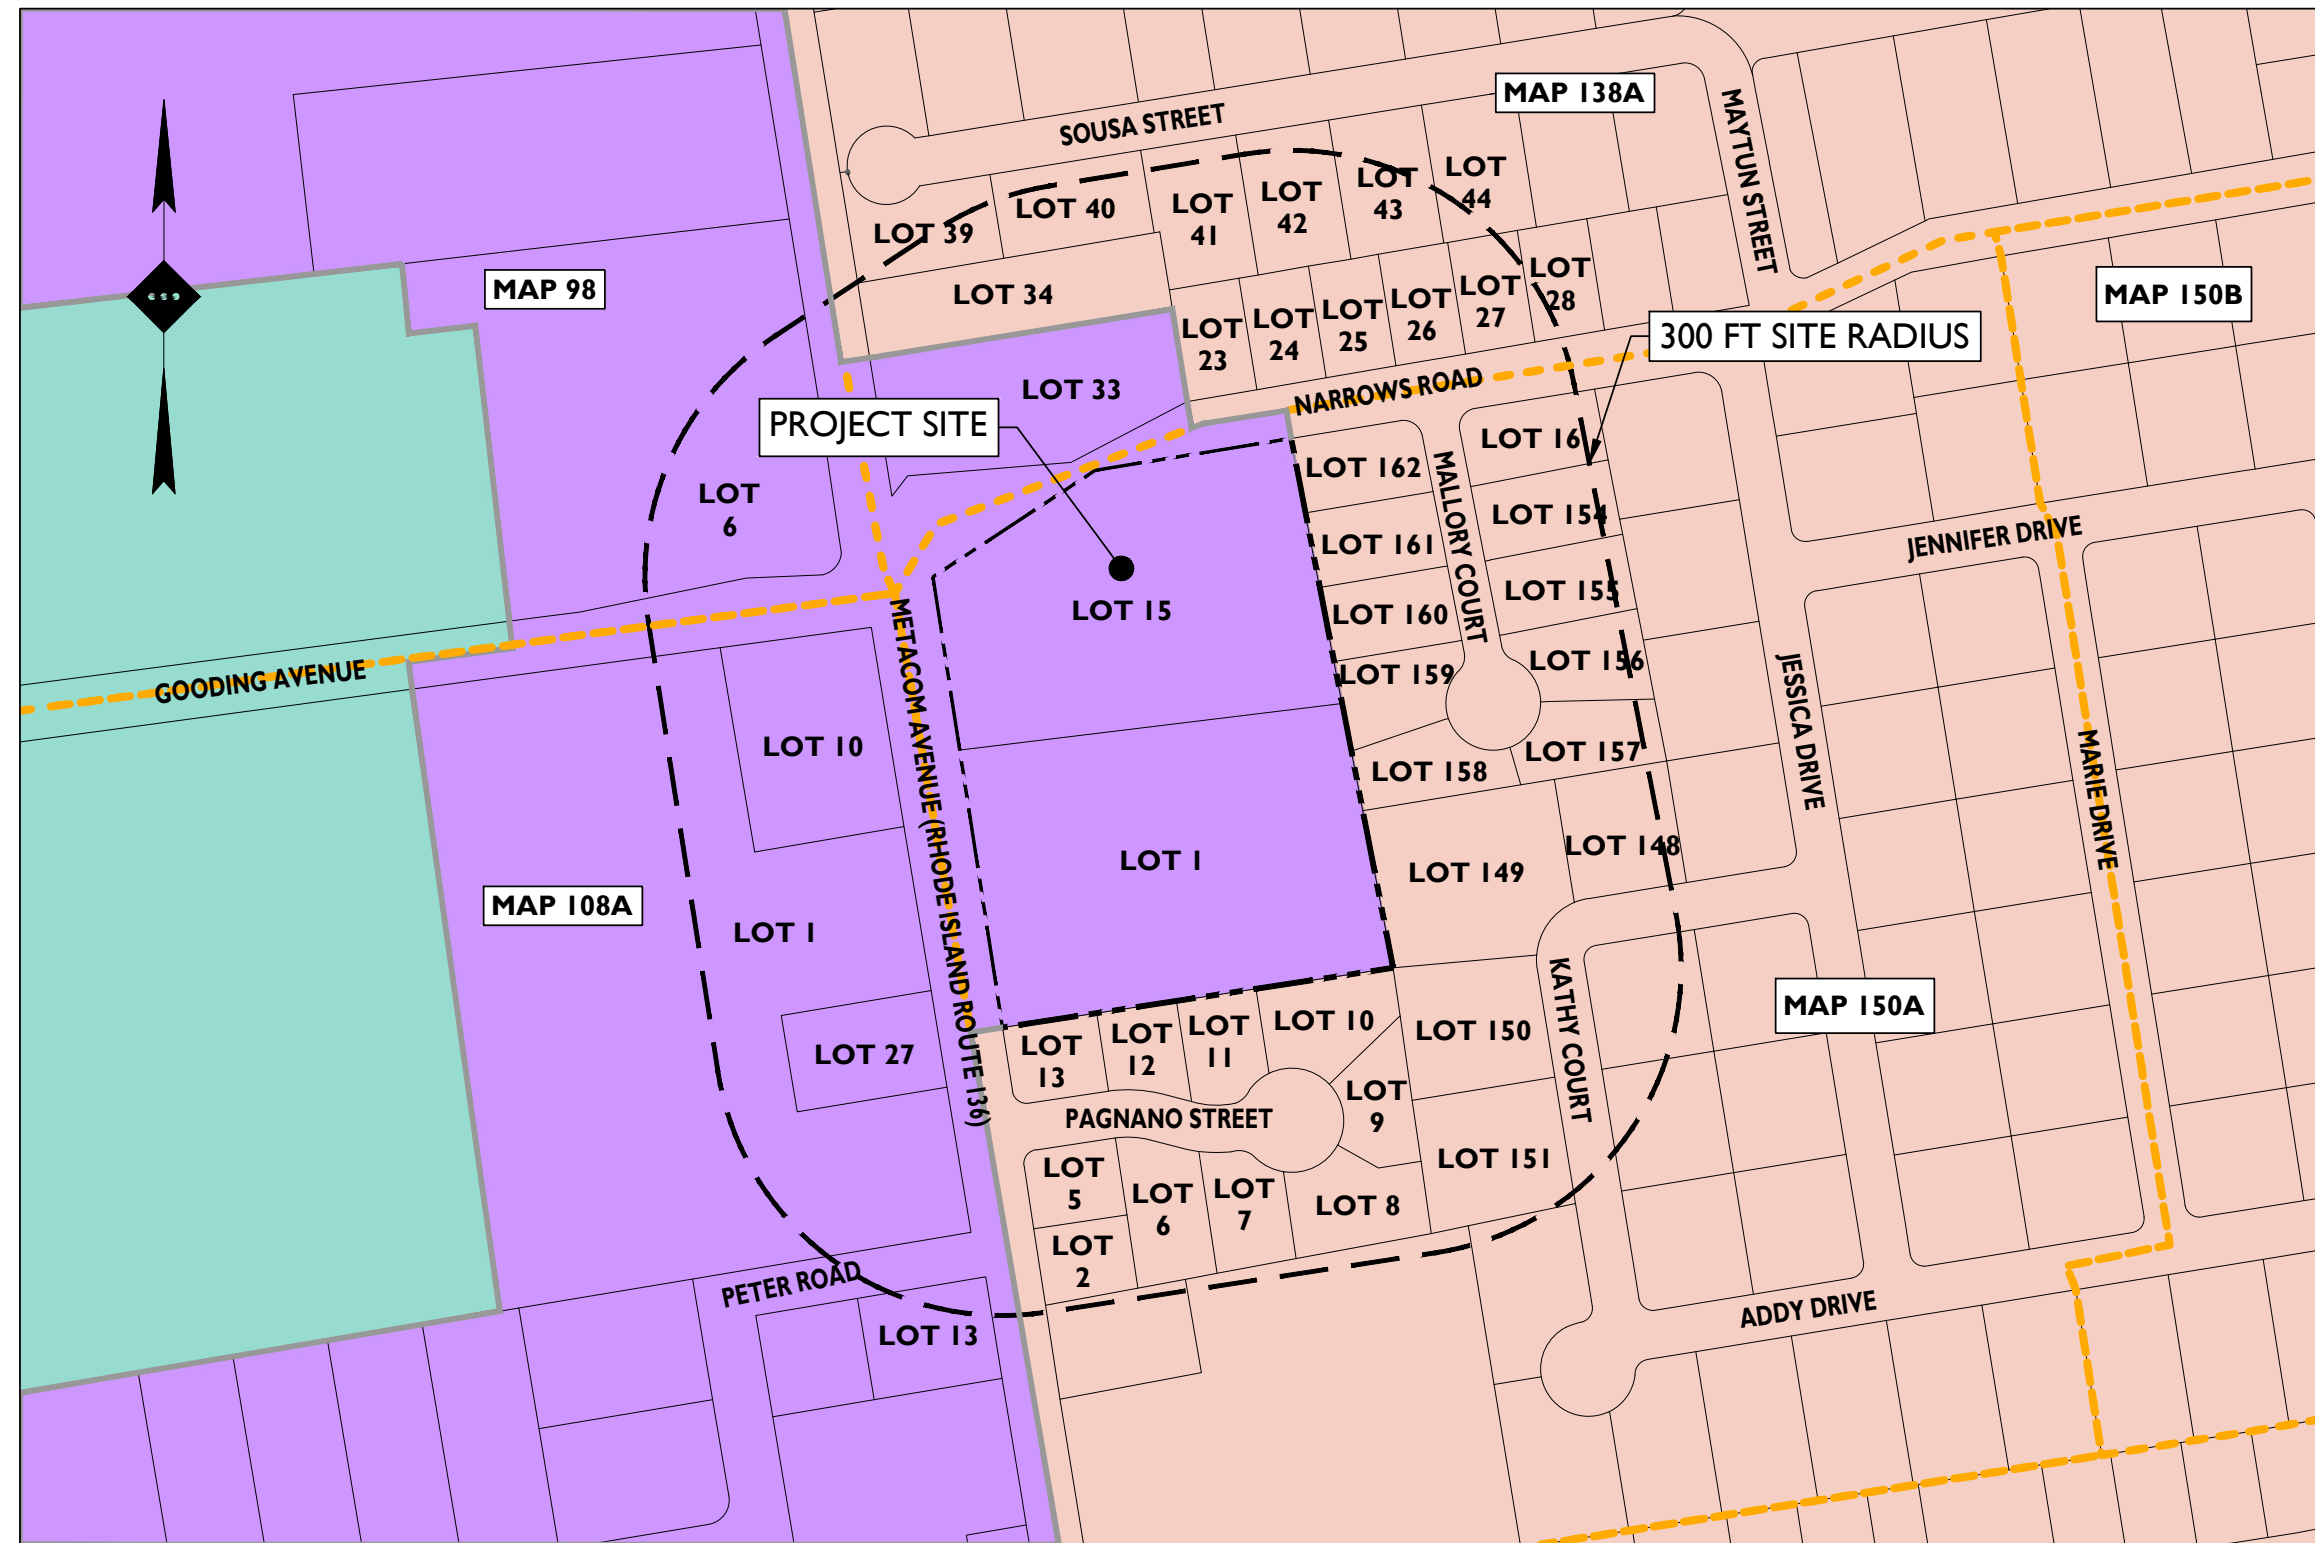 MAP 138A
SOUSA STREET
MAYTUN STREET
LOT
44
LOT
43
LOT
42
LOT
41
LOT 40
LOT 39
MAP 98
LOT 34
LOT
23
LOT
24
LOT
25
LOT
26
LOT
27
LOT
28
MAP 150B
300 FT SITE RADIUS
LOT 33
NARROWS ROAD
PROJECT SITE
LOT 16
LOT 162
LOT
6
MALLORY COURT
LOT 154
LOT 161
JENNIFER DRIVE
LOT 155
LOT 15
LOT 160
LOT 156
LOT 159
GOODING AVENUE
METACOM AVENUE (RHODE ISLAND ROUTE 136)
JESSICA DRIVE
LOT 10
LOT 157
LOT 158
MARIE DRIVE
LOT 1
LOT 148
LOT 149
MAP 108A
LOT 1
KATHY COURT
MAP 150A
LOT 27
LOT
13
LOT
12
LOT
11
LOT 10
LOT 150
LOT
9
PAGNANO STREET
LOT
5
LOT
6
LOT
7
LOT 8
LOT 151
LOT
2
PETER ROAD
ADDY DRIVE
LOT 13